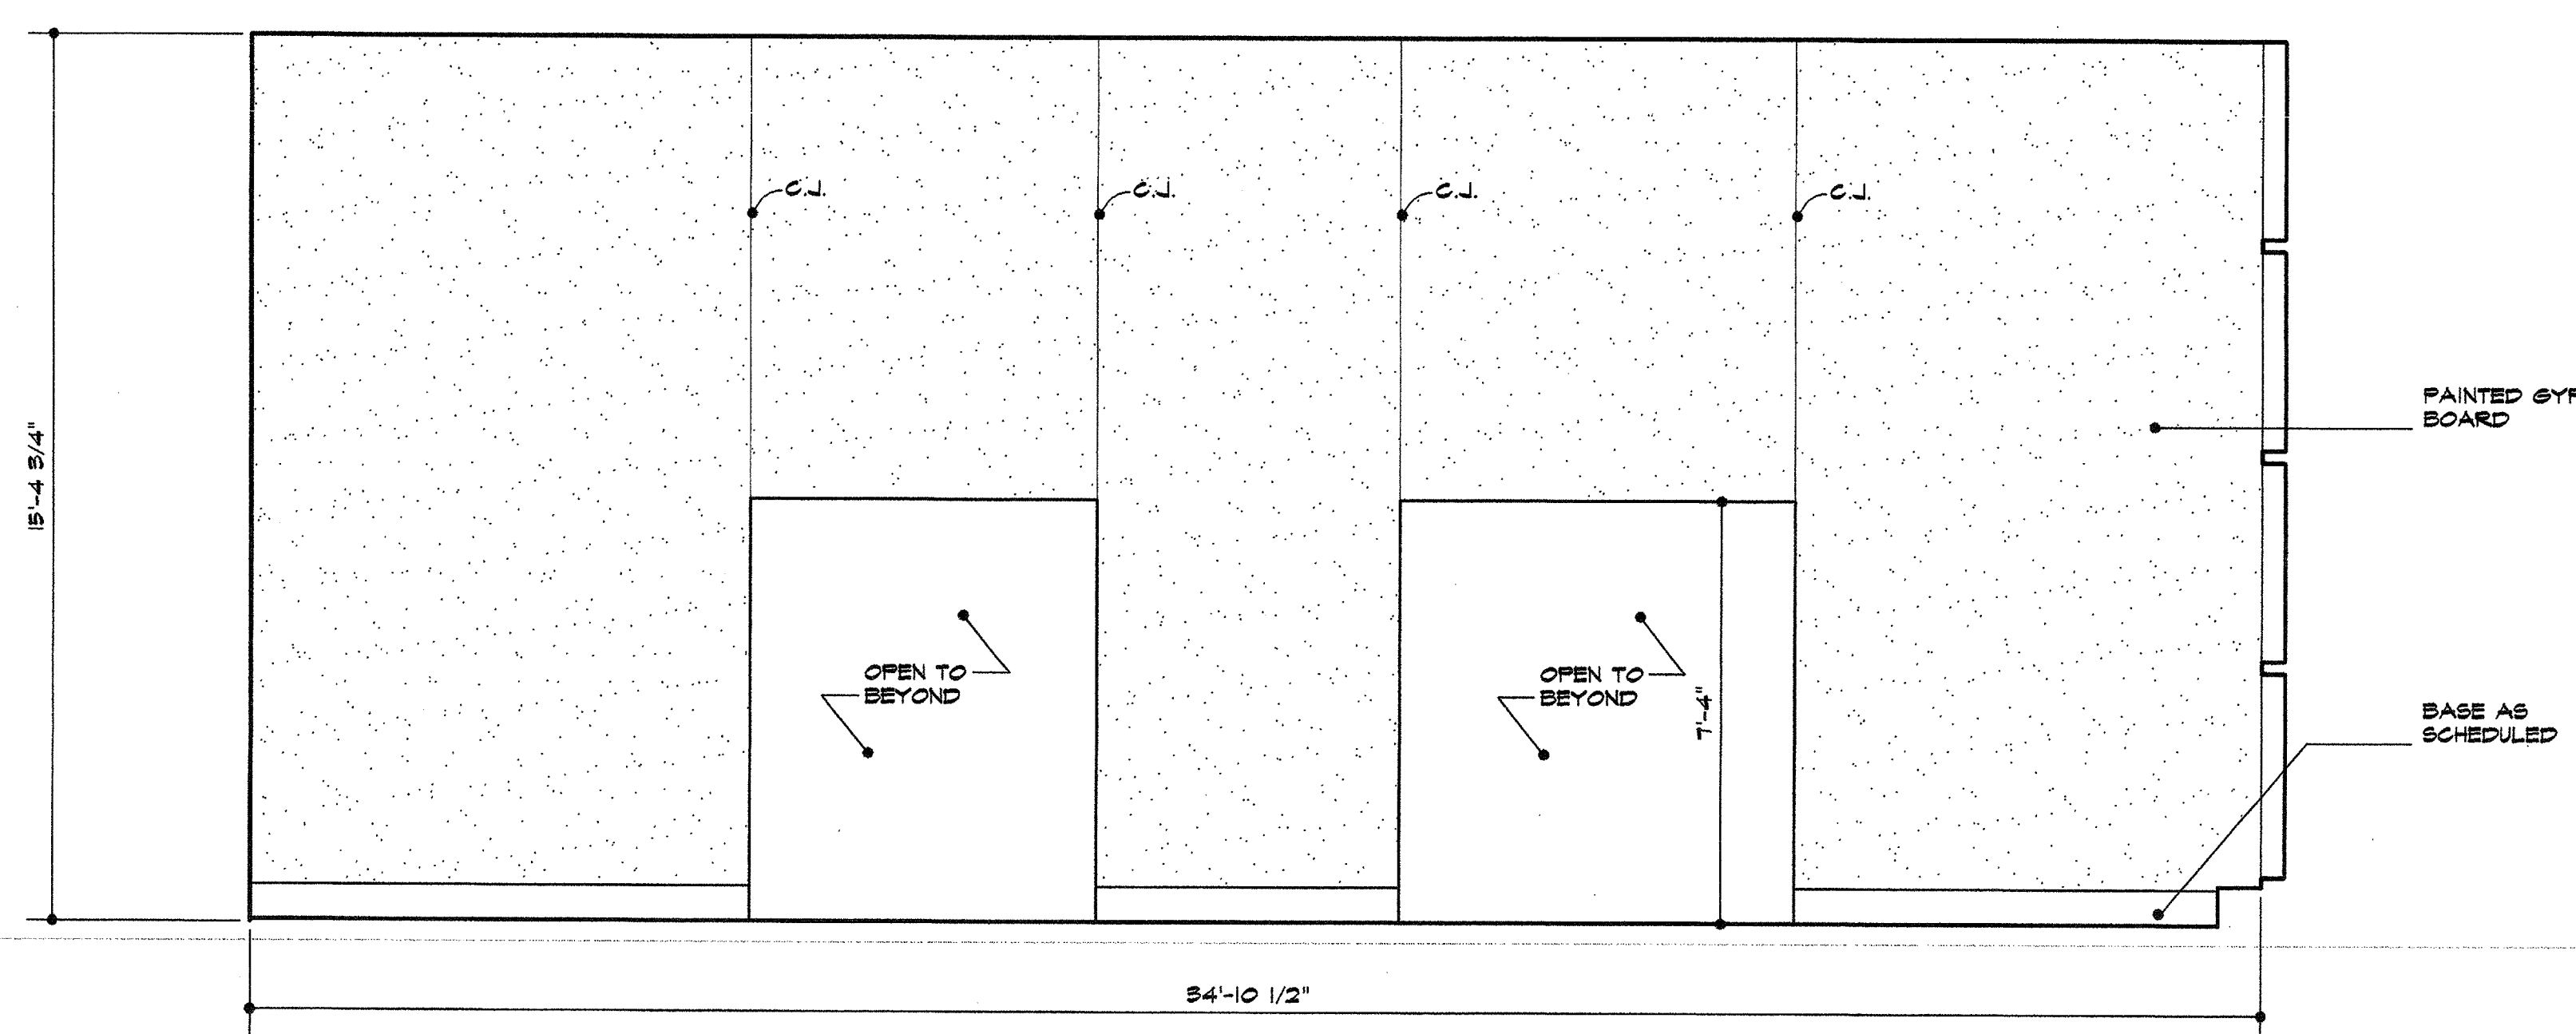 C.J.
C.J.
C.J.
C.J.
15'-4 3/4"
PAINTED
BOARD
OPEN TO
BEYOND
OPEN TO
BEYOND
7'-4"
BASE AS
SCHEDULED
34'-10 1/2"